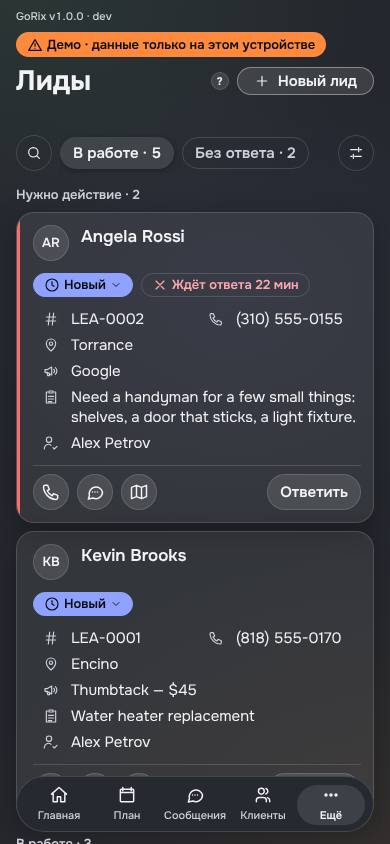 GoRix v1.0.0 · dev
Демо · данные только на этом устройстве
Лиды
?
Новый лид
В работе · 5
Без ответа · 2
Нужно действие · 2
AR
Angela Rossi
Новый
Ждёт ответа 22 мин
LEA-0002
(310) 555-0155
Torrance
Google
Need a handyman for a few small things:
shelves, a door that sticks, a light fixture.
Alex Petrov
Ответить
KB
Kevin Brooks
Новый
LEA-0001
(818) 555-0170
Encino
Thumbtack — $45
Water heater replacement
Alex Petrov
Главная
План
Сообщения
Клиенты
Ещё
В работе · 3